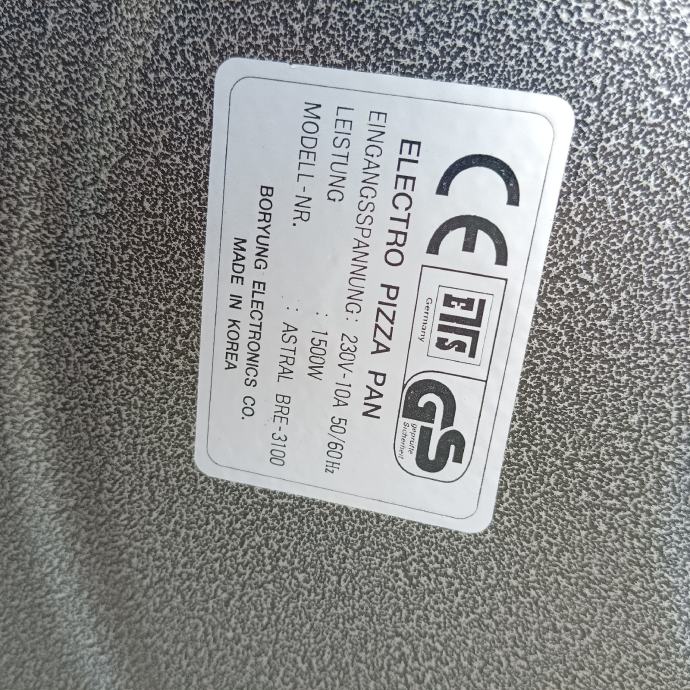 CE
ETS
Germany
GS
geprüfte
Sicherheit
ELECTRO PIZZA PAN
EINGANGSSPANNUNG: 230V-10A 50/60Hz
LEISTUNG : 1500W
MODELL-NR. : ASTRAL BRE-3100
BORYUNG ELECTRONICS CO.
MADE IN KOREA